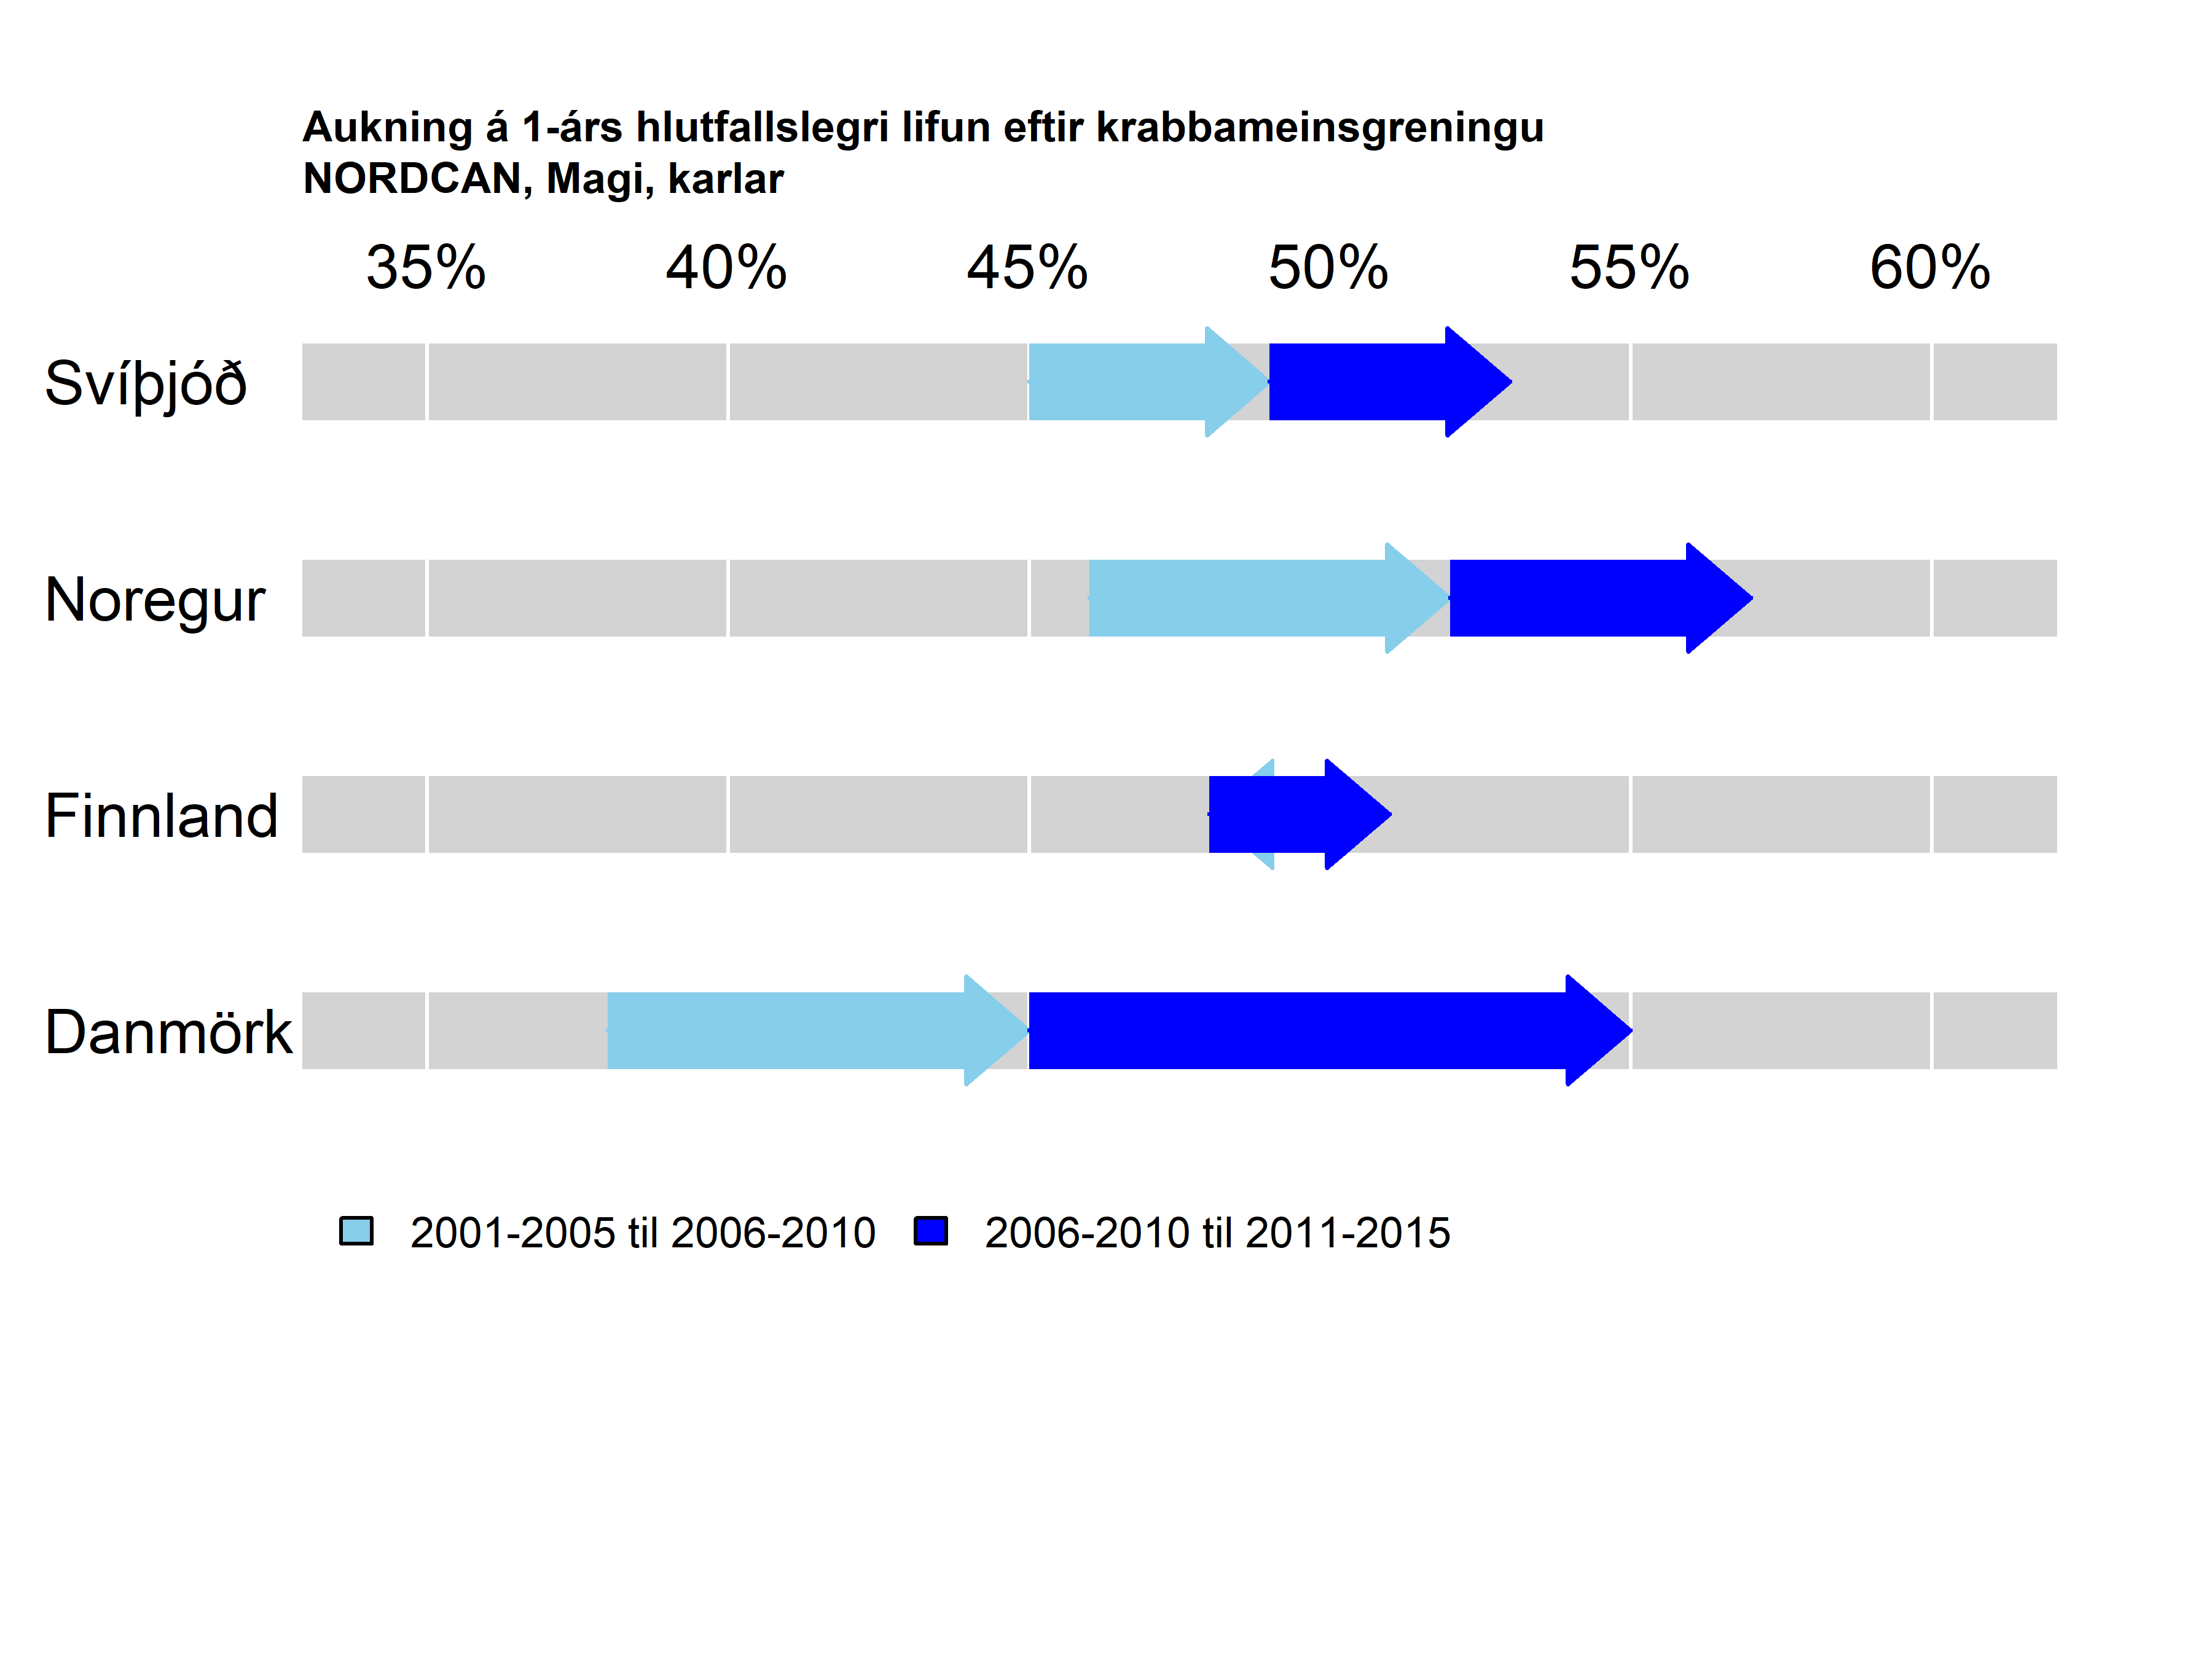 Aukning á 1-árs hlutfallslegri lifun eftir krabbameinsgreningu
NORDCAN, Magi, karlar
35% 40% 45% 50% 55% 60%
Svíþjóð
Noregur
Finnland
Danmörk
2001-2005 til 2006-2010 2006-2010 til 2011-2015